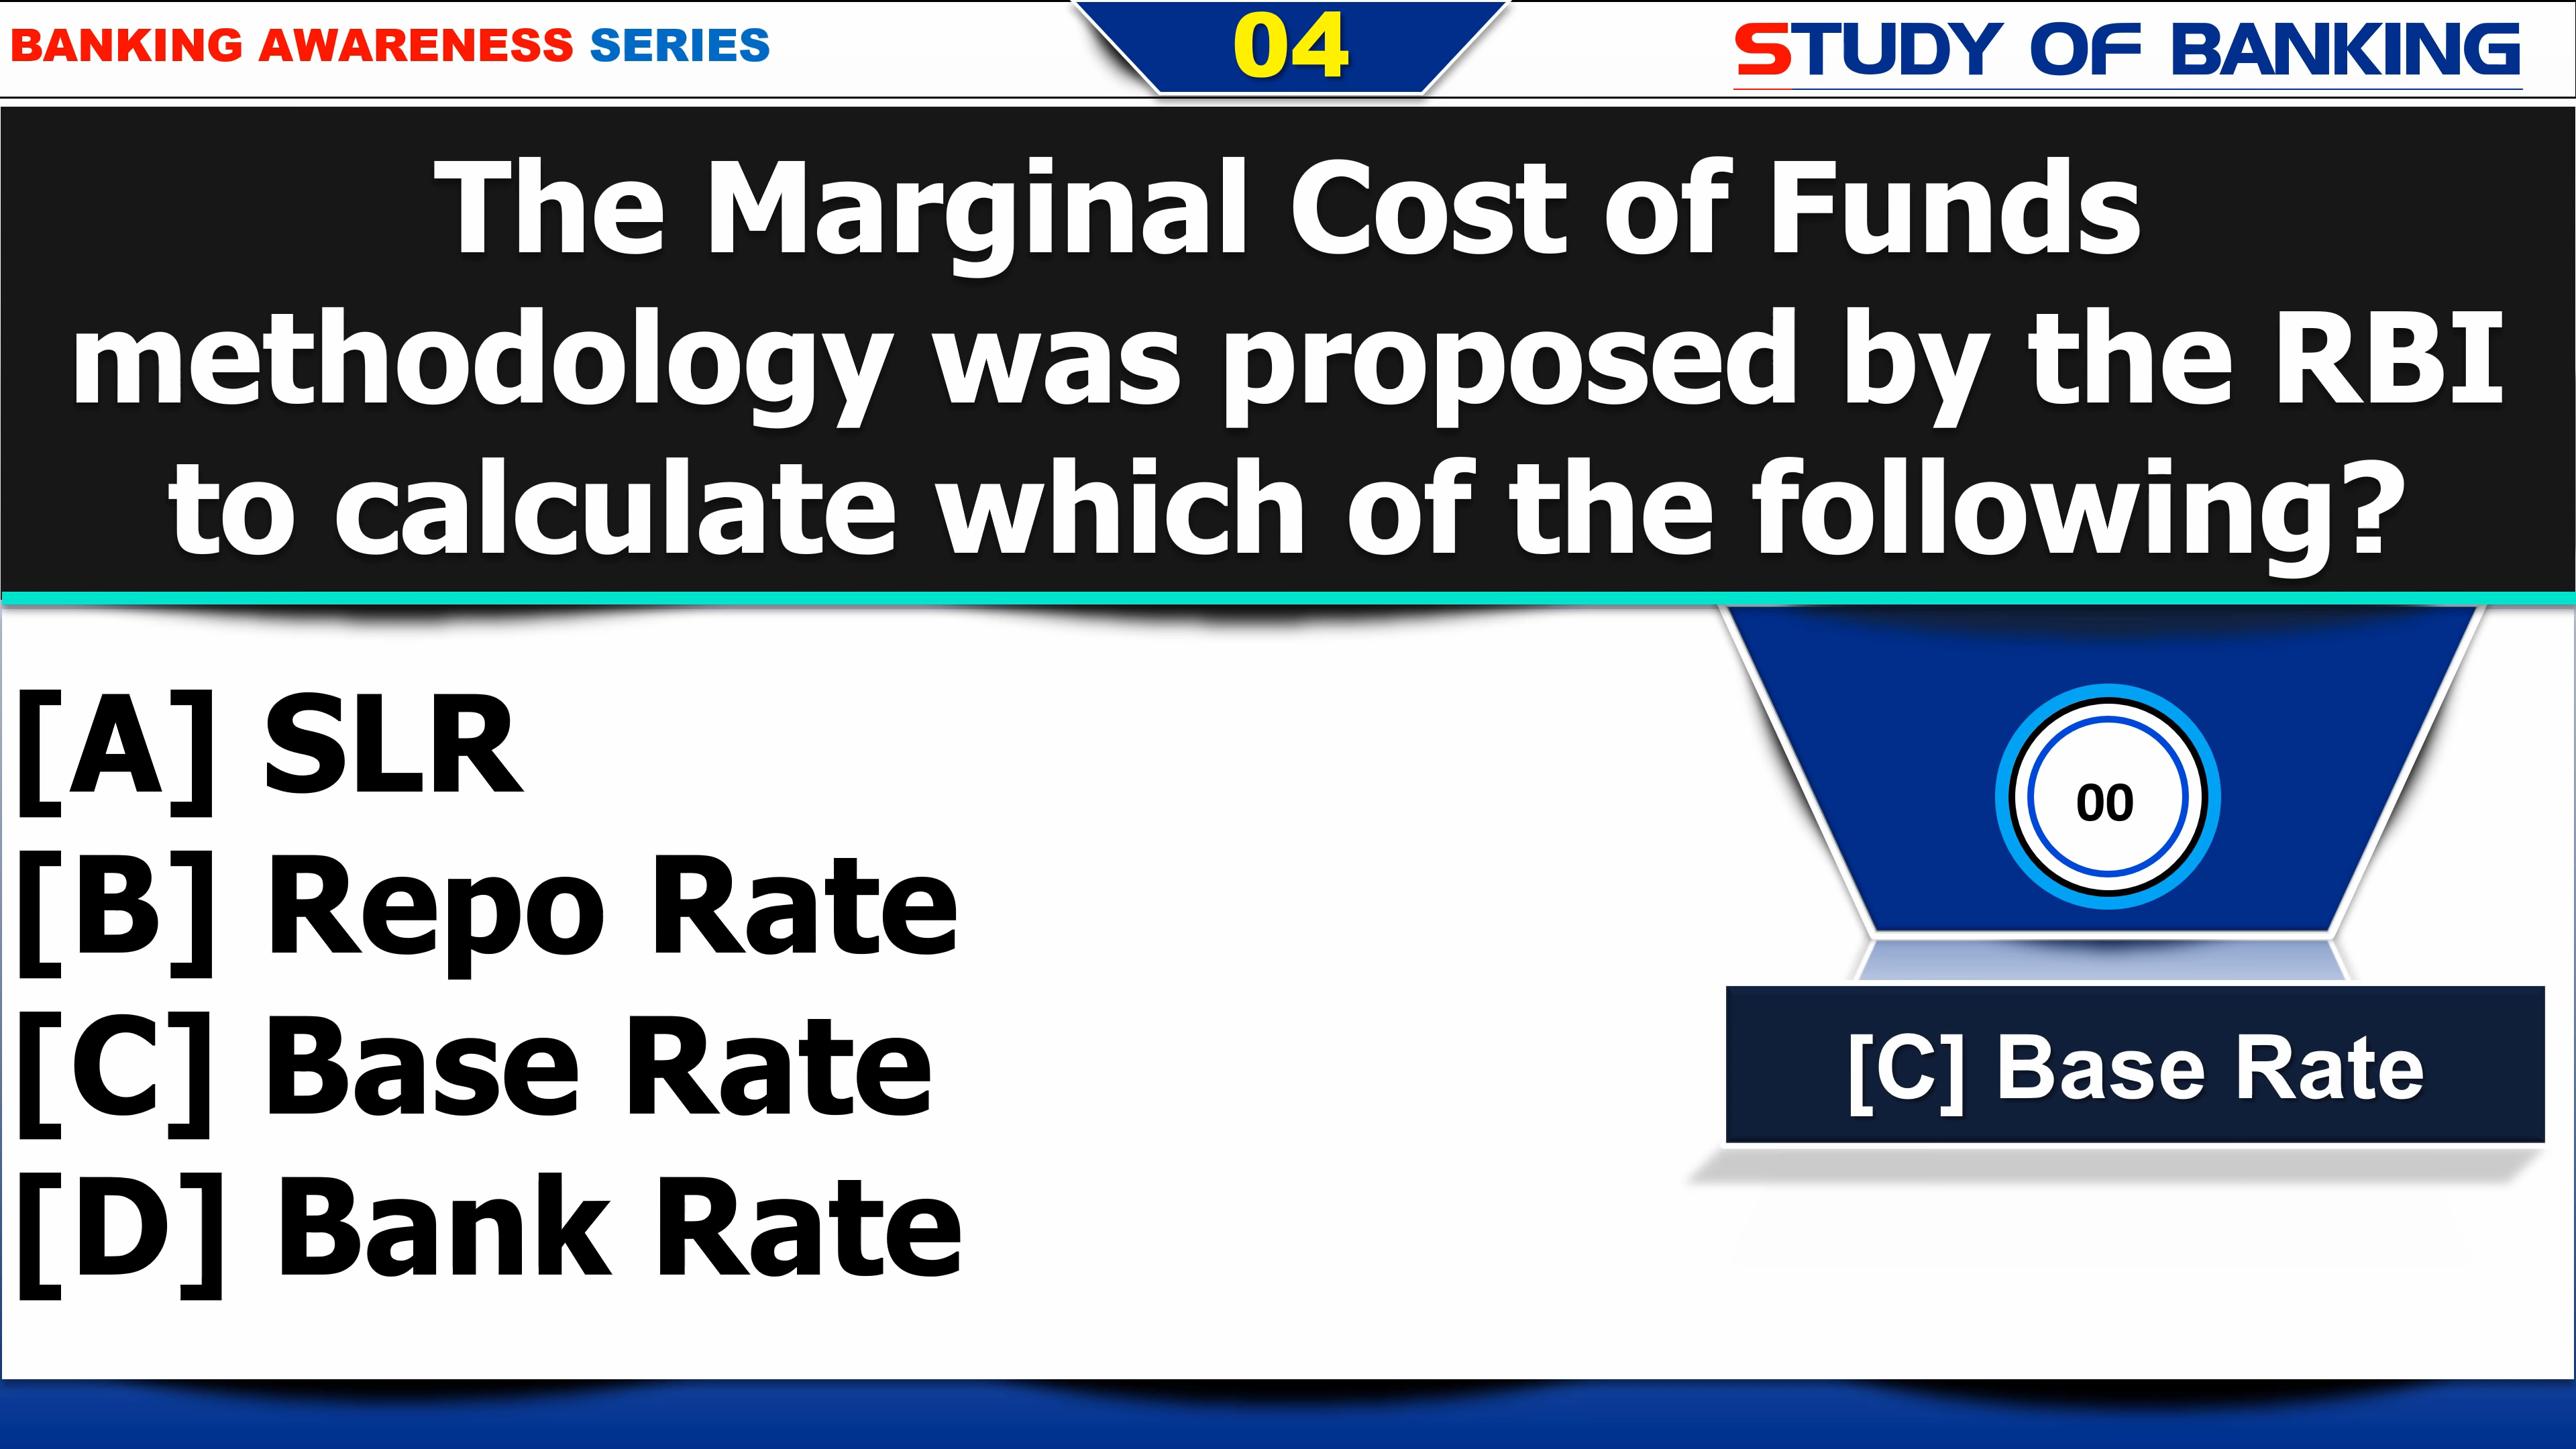 BANKING AWARENESS SERIES
04
STUDY OF BANKING
The Marginal Cost of Funds
methodology was proposed by the RBI
to calculate which of the following?
[A] SLR
[B] Repo Rate
[C] Base Rate
[D] Bank Rate
00
[C] Base Rate